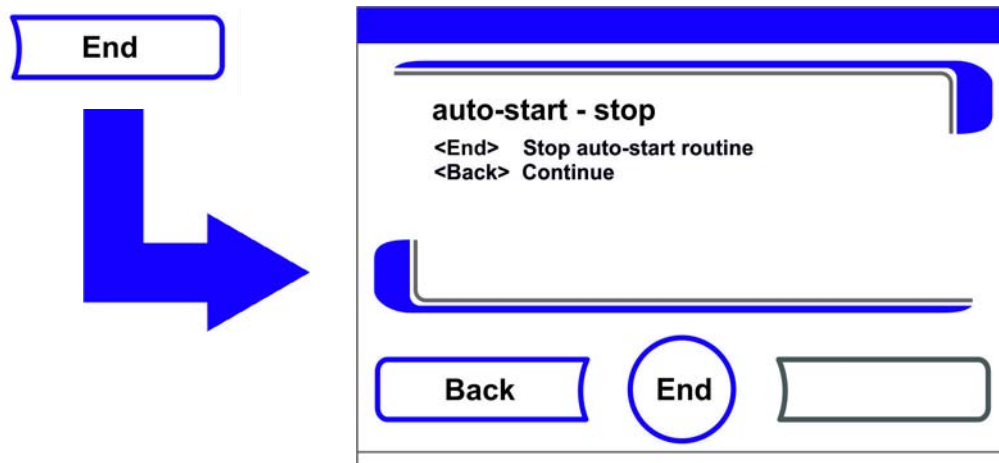 End
auto-start - stop
<End> Stop auto-start routine
<Back> Continue
Back
End